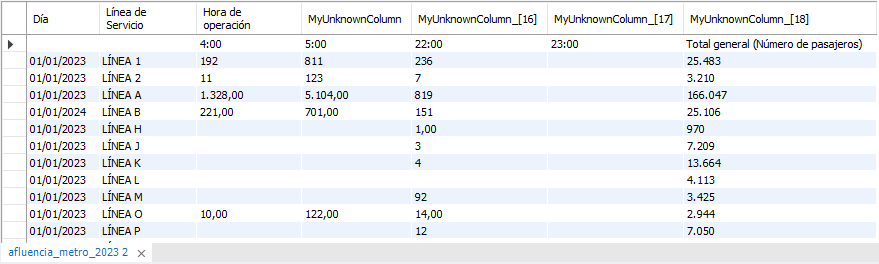 Día Línea de Servicio Hora de operación MyUnknownColumn MyUnknownColumn_[16] MyUnknownColumn_[17] MyUnknownColumn_[18]
4:00 5:00 22:00 23:00 Total general (Número de pasajeros)
01/01/2023 LÍNEA 1 192 811 236 25.483
01/01/2023 LÍNEA 2 11 123 7 3.210
01/01/2023 LÍNEA A 1.328,00 5.104,00 819 166.047
01/01/2024 LÍNEA B 221,00 701,00 151 25.106
01/01/2023 LÍNEA H 1,00 970
01/01/2023 LÍNEA J 3 7.209
01/01/2023 LÍNEA K 4 13.664
01/01/2023 LÍNEA L 4.113
01/01/2023 LÍNEA M 92 3.425
01/01/2023 LÍNEA O 10,00 122,00 14,00 2.944
01/01/2023 LÍNEA P 12 7.050
afluencia_metro_2023 2